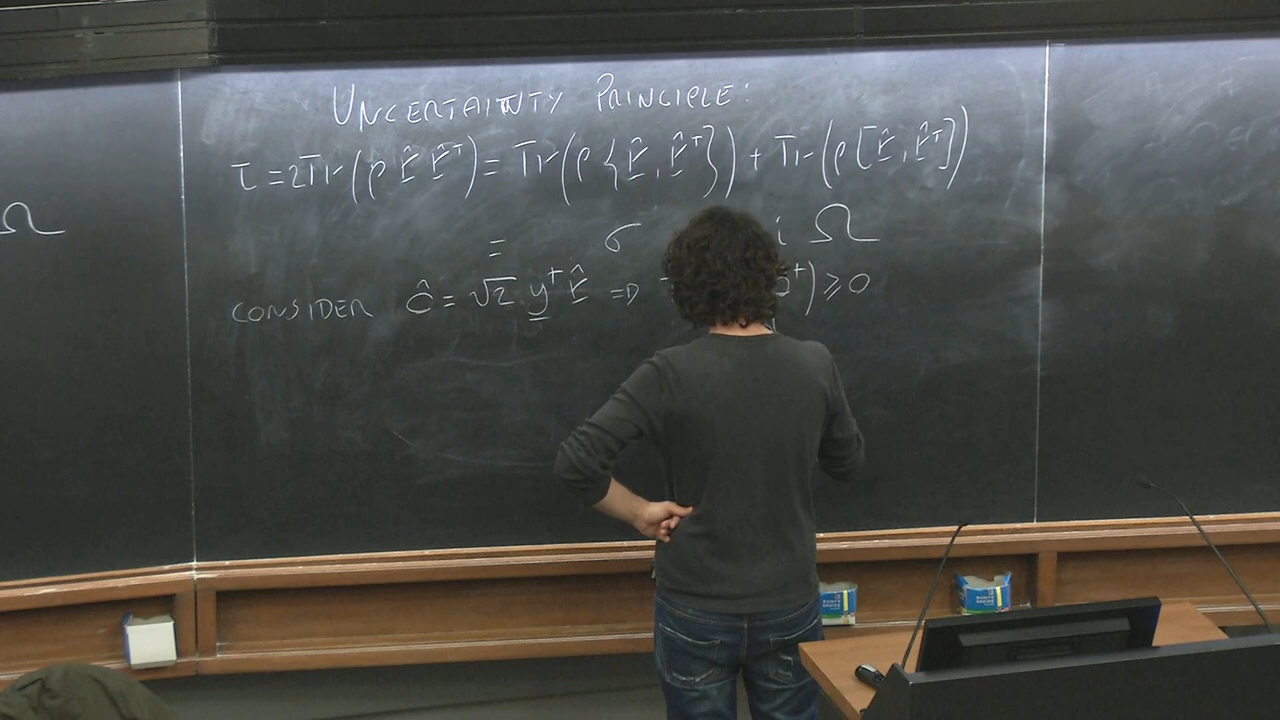 UNCERTAINTY PRINCIPLE:
τ = 2Tr(ρ r̂ r̂ᵀ) = Tr(ρ {r̂, r̂ᵀ}) + Tr(ρ [r̂, r̂ᵀ])
Ω
= σ i Ω
CONSIDER Ô = √2 y† r̂ ⇒ †) ≥ 0